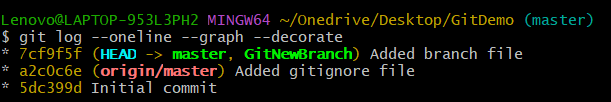 Lenovo@LAPTOP-953L3PH2 MINGW64 ~/Onedrive/Desktop/GitDemo (master)
$ git log --oneline --graph --decorate
* 7cf9f5f (HEAD -> master, GitNewBranch) Added branch file
* a2c0c6e (origin/master) Added gitignore file
* 5dc399d Initial commit